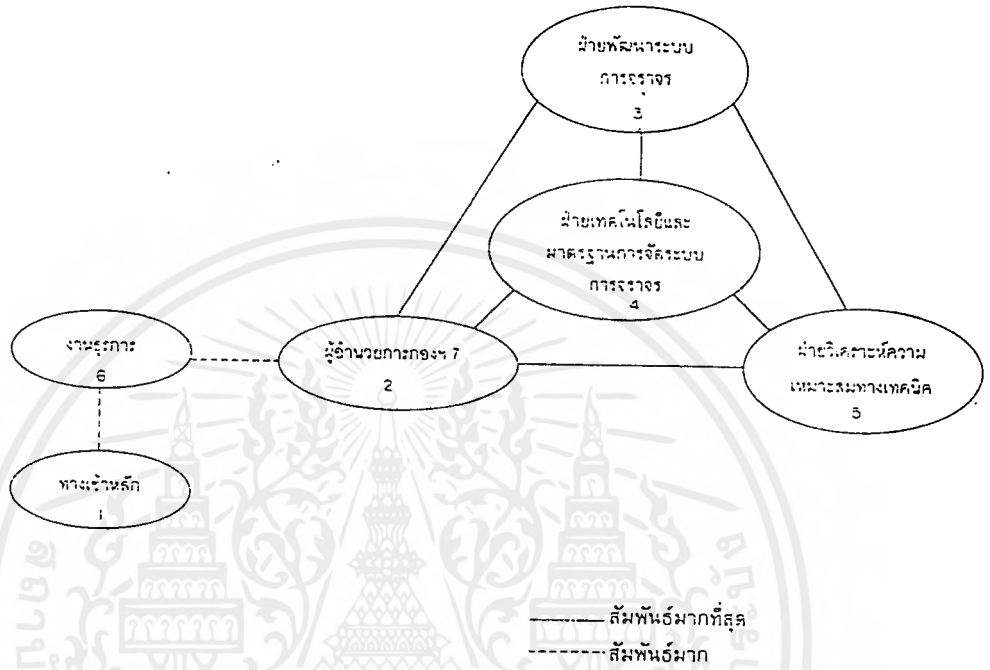 ฝ่ายพัฒนาระบบ
การจราจร
3
ฝ่ายเทคโนโลยีและ
มาตรฐานการจัดระบบ
การจราจร
4
งานธุรการ
6
ผู้อำนวยการกองฯ 7
2
ฝ่ายวิเคราะห์ความ
เหมาะสมทางเทคนิค
5
ทางเข้าหลัก
1
สัมพันธ์มากที่สุด
สัมพันธ์มาก